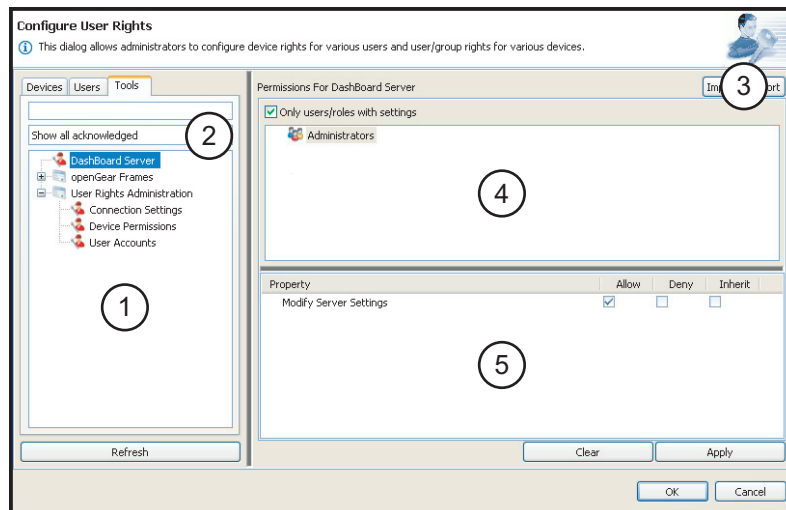 Configure User Rights
This dialog allows administrators to configure device rights for various users and user/group rights for various devices.
Devices Users Tools
Permissions For DashBoard Server
3
Only users/roles with settings
Show all acknowledged
2
Administrators
DashBoard Server
openGear Frames
User Rights Administration
Connection Settings
Device Permissions
User Accounts
4
1
Property Allow Deny Inherit
Modify Server Settings
5
Refresh
Clear Apply
OK Cancel